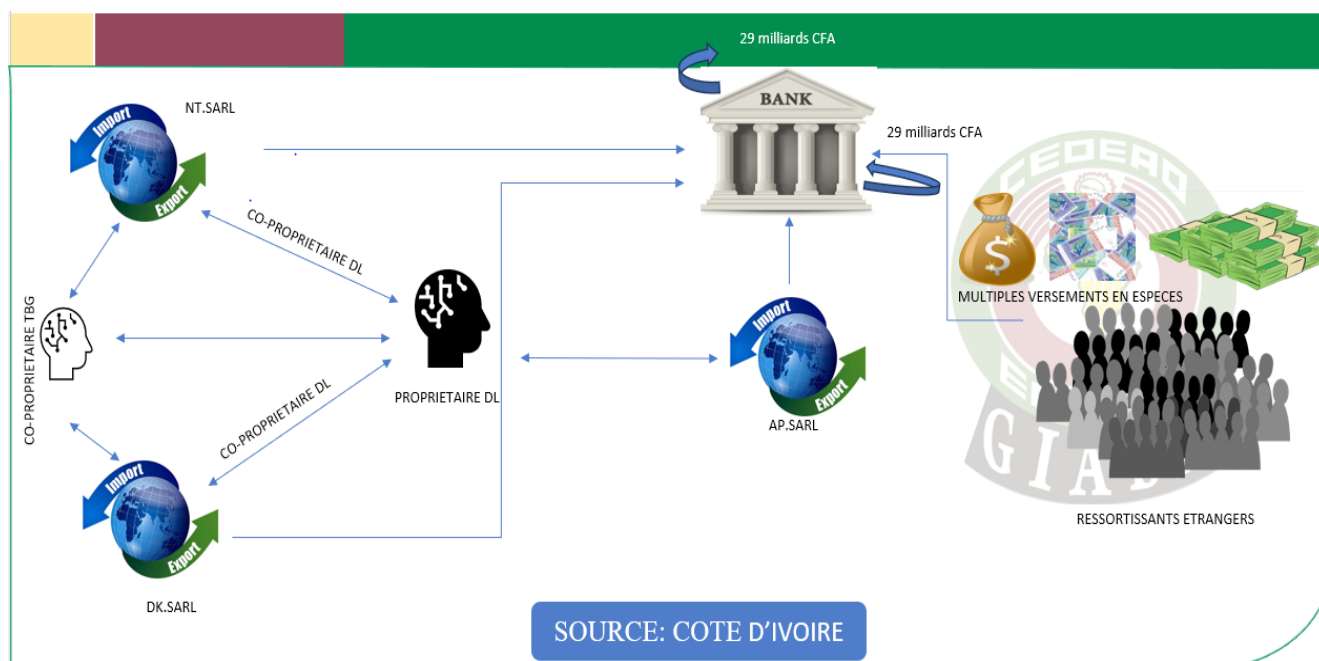 29 milliards CFA
NT.SARL
Import
Export
BANK
29 milliards CFA
CEDEAO
CO-PROPRIETAIRE DL
$
MULTIPLES VERSEMENTS EN ESPECES
CO-PROPRIETAIRE TBG
PROPRIETAIRE DL
Import
Export
AP.SARL
CO-PROPRIETAIRE DL
GIA
Import
Export
RESSORTISSANTS ETRANGERS
DK.SARL
SOURCE: COTE D'IVOIRE